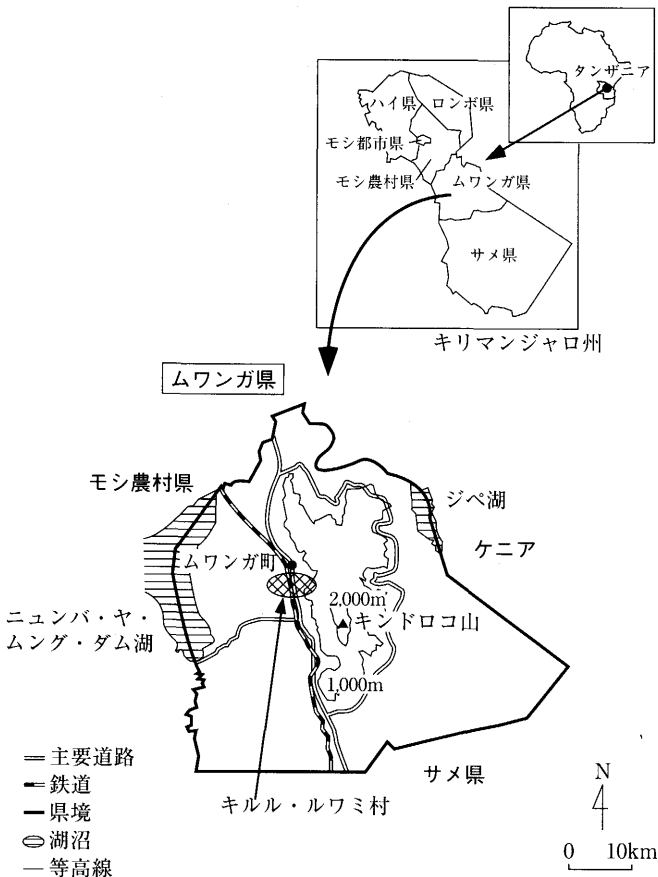 タンザニア
ハイ県
ロンボ県
モシ都市県
モシ農村県
ムワンガ県
サメ県
キリマンジャロ州
ムワンガ県
モシ農村県
ジペ湖
ケニア
ムワンガ町
2,000m
キンドロコ山
ニュンバ・ヤ・
ムング・ダム湖
1,000m
主要道路
鉄道
県境
湖沼
等高線
キルル・ルワミ村
サメ県
N
0 10km